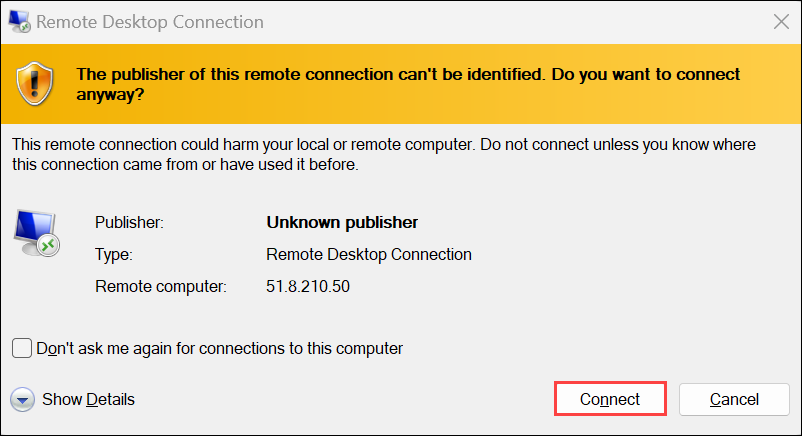 Remote Desktop Connection
The publisher of this remote connection can't be identified. Do you want to connect
anyway?
This remote connection could harm your local or remote computer. Do not connect unless you know where
this connection came from or have used it before.
Publisher: Unknown publisher
Type: Remote Desktop Connection
Remote computer: 51.8.210.50
Don't ask me again for connections to this computer
Show Details Connect Cancel